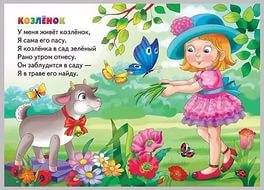 КОЗЛЁНОК
У меня живёт козлёнок,
Я сама его пасу.
Я козлёнка в сад зелёный
Рано утром отнесу.
Он заблудится в саду —
Я в траве его найду.